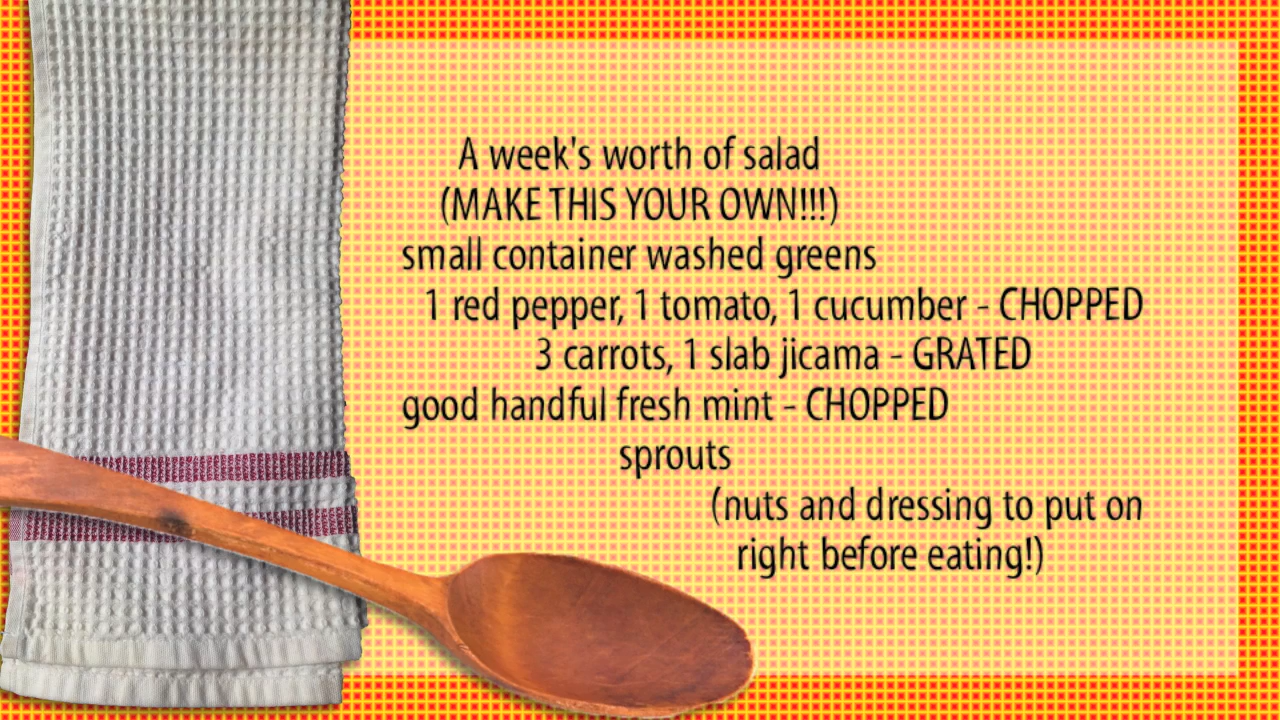 A week's worth of salad
(MAKE THIS YOUR OWN!!!)
small container washed greens
1 red pepper, 1 tomato, 1 cucumber - CHOPPED
3 carrots, 1 slab jicama - GRATED
good handful fresh mint - CHOPPED
sprouts
(nuts and dressing to put on
right before eating!)